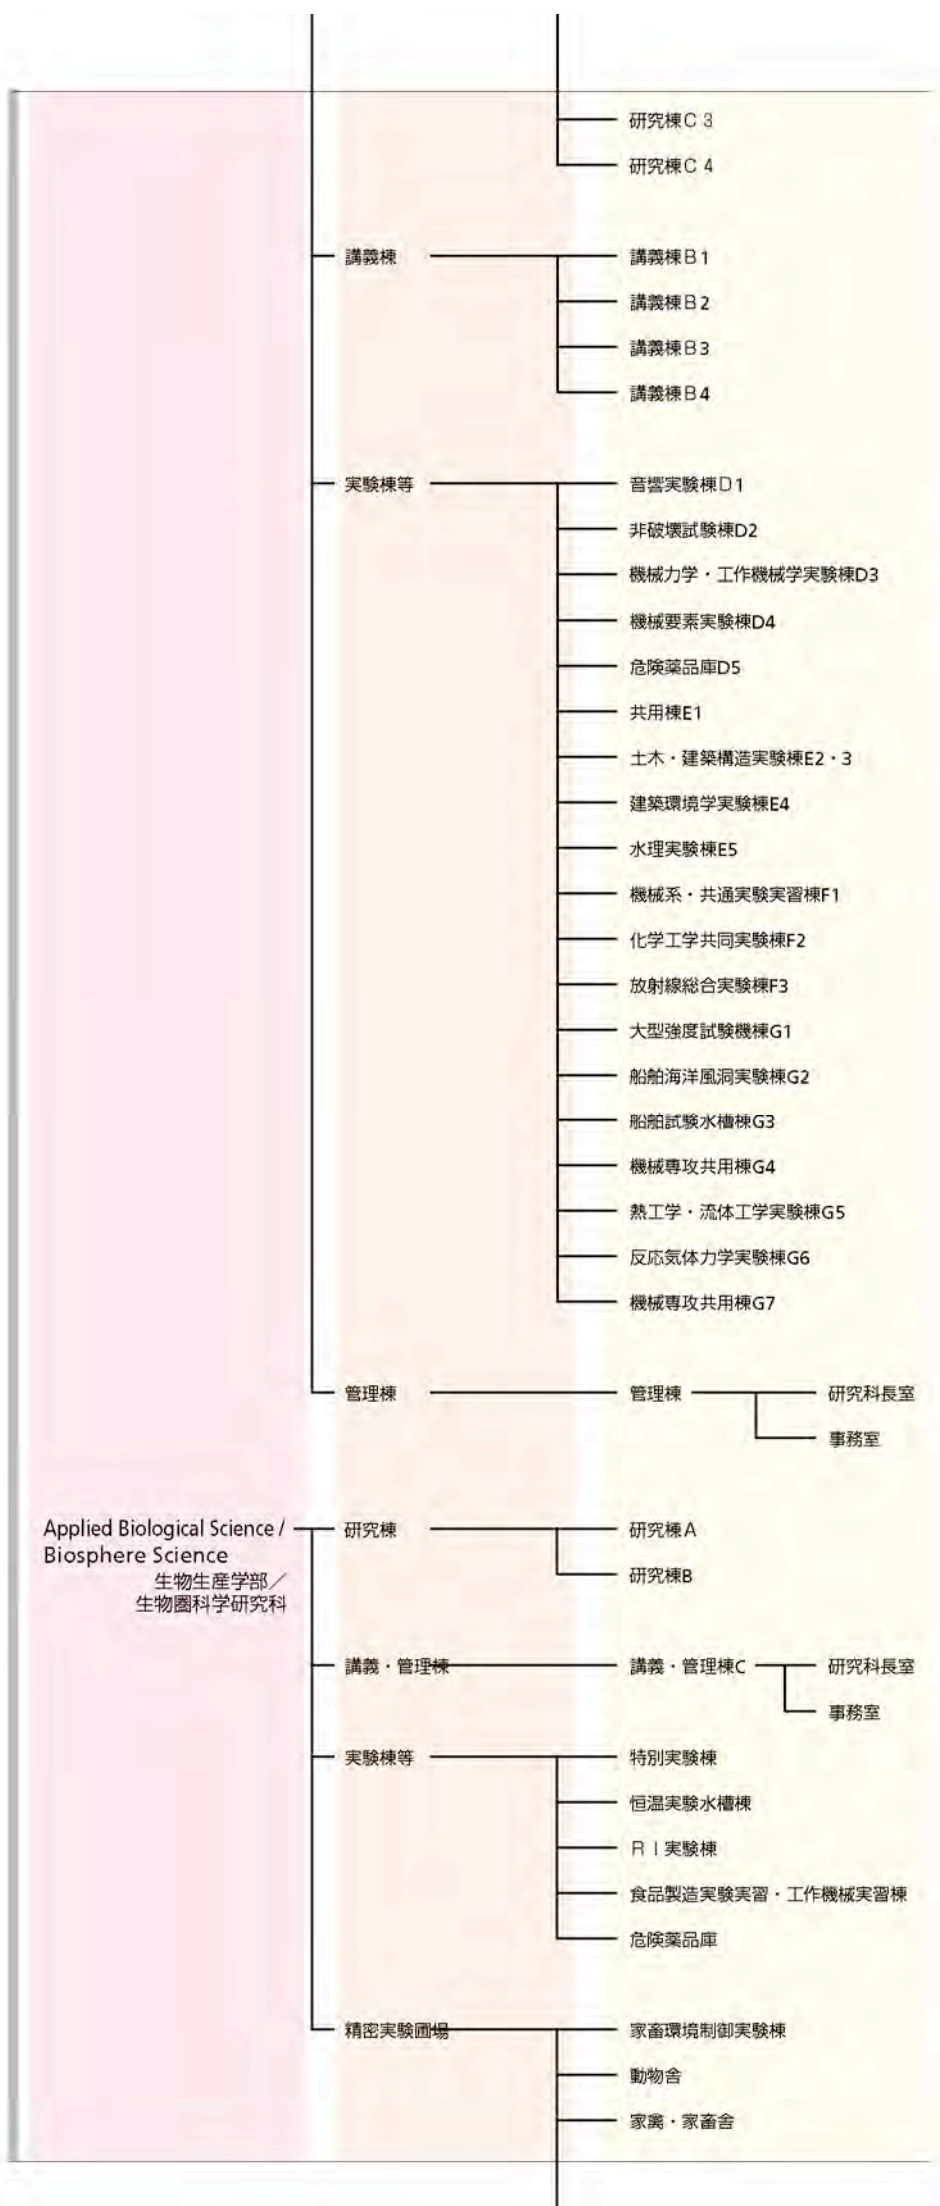 研究棟C3
研究棟C4
講義棟
講義棟B1
講義棟B2
講義棟B3
講義棟B4
実験棟等
音響実験棟D1
非破壊試験棟D2
機械力学・工作機械学実験棟D3
機械要素実験棟D4
危険薬品庫D5
共用棟E1
土木・建築構造実験棟E2・3
建築環境学実験棟E4
水理実験棟E5
機械系・共通実験実習棟F1
化学工学共同実験棟F2
放射線総合実験棟F3
大型強度試験機棟G1
船舶海洋風洞実験棟G2
船舶試験水槽棟G3
機械専攻共用棟G4
熱工学・流体工学実験棟G5
反応気体力学実験棟G6
機械専攻共用棟G7
管理棟
管理棟
研究科長室
事務室
Applied Biological Science /
Biosphere Science
生物生産学部／
生物圏科学研究科
研究棟
研究棟A
研究棟B
講義・管理棟
講義・管理棟C
研究科長室
事務室
実験棟等
特別実験棟
恒温実験水槽棟
RI実験棟
食品製造実験実習・工作機械実習棟
危険薬品庫
精密実験圃場
家畜環境制御実験棟
動物舎
家禽・家畜舎